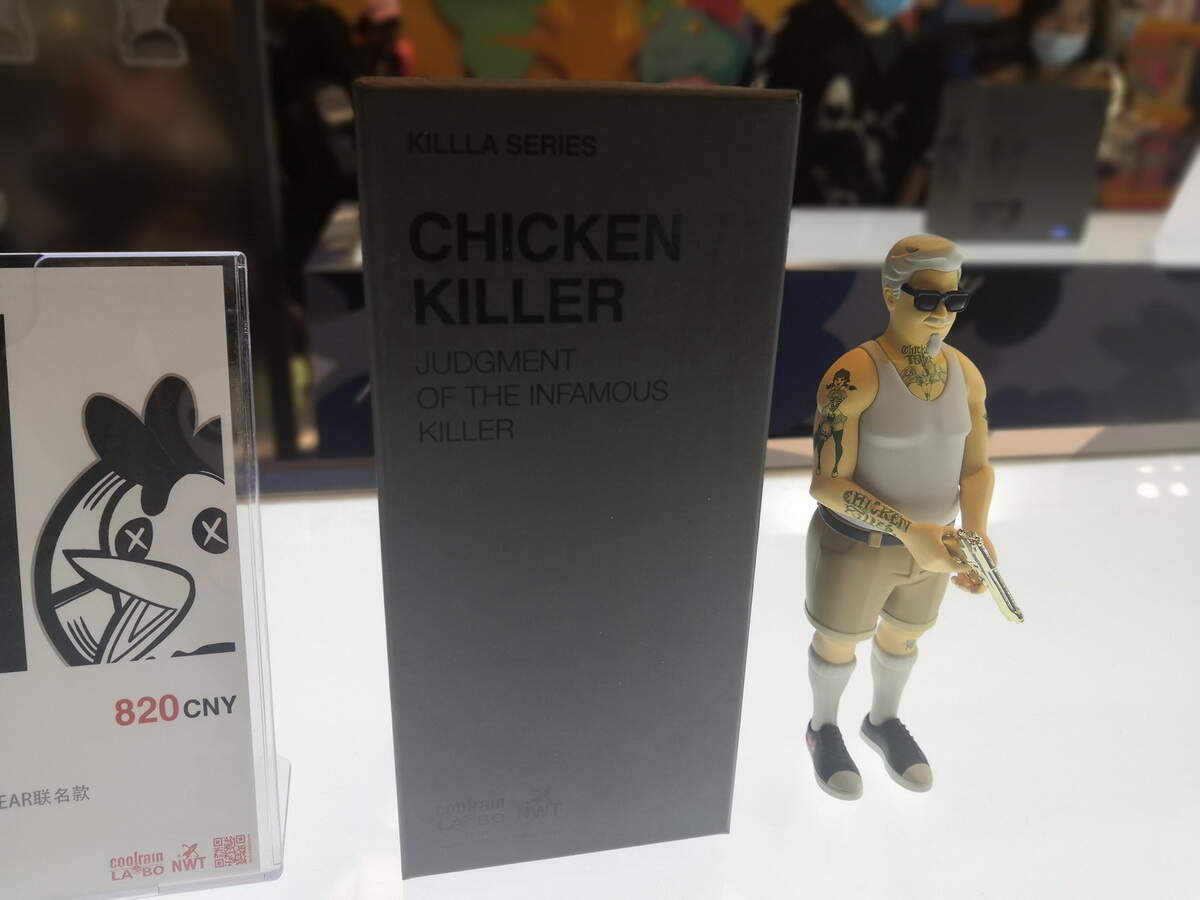 KILLLA SERIES
CHICKEN
KILLER
JUDGMENT
OF THE INFAMOUS
KILLER
coolrain
LABO NWT
820 CNY
EAR联名款
coolrain
LABO NWT
CHICKEN